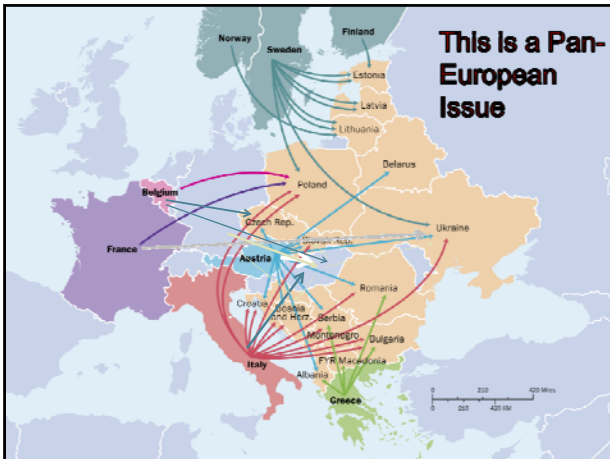 This is a Pan-
European
Issue
Norway
Sweden
Finland
Estonia
Latvia
Lithuania
Belarus
Poland
Belgium
Czech Rep.
Ukraine
France
Austria
Romania
Croatia
Bosnia
and Herz.
Serbia
Montenegro
Bulgaria
Italy
FYR Macedonia
Albania
Greece
0 210 420 Miles
0 210 420 KM